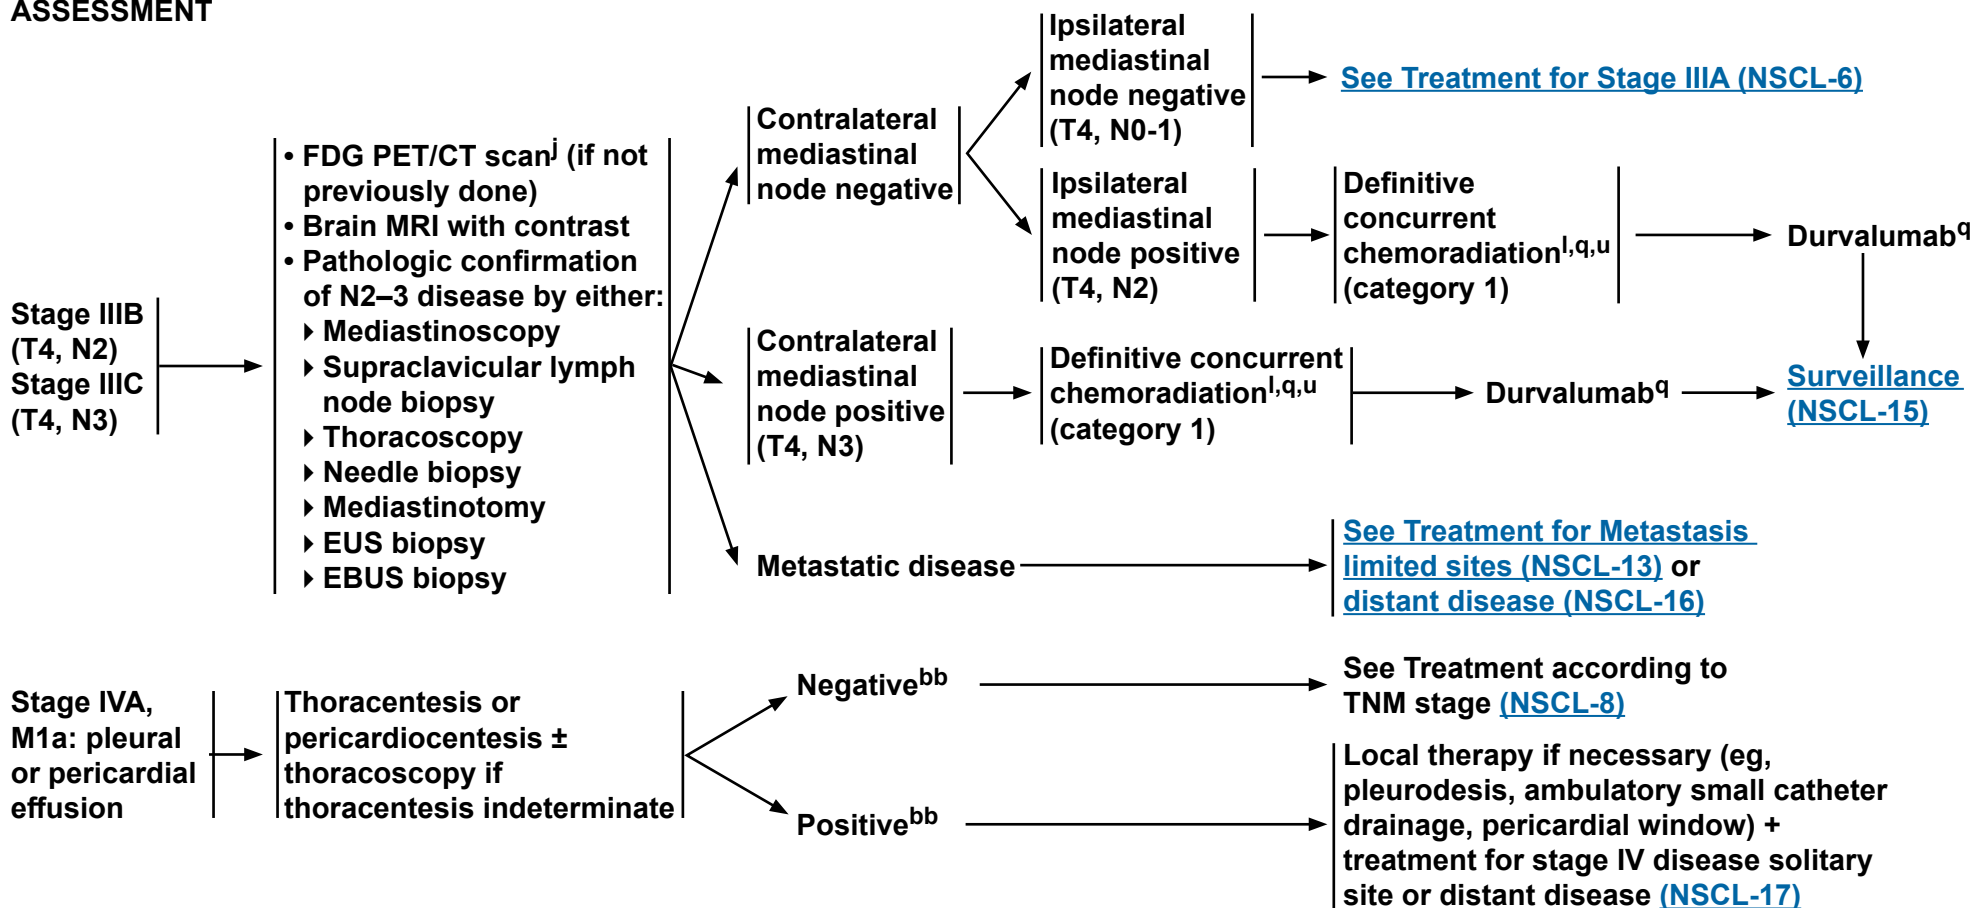 ASSESSMENT
Stage IIIB
(T4, N2)
Stage IIIC
(T4, N3)
• FDG PET/CT scanj (if not
previously done)
• Brain MRI with contrast
• Pathologic confirmation
of N2–3 disease by either:
Mediastinoscopy
Supraclavicular lymph
node biopsy
Thoracoscopy
Needle biopsy
Mediastinotomy
EUS biopsy
EBUS biopsy
Contralateral
mediastinal
node negative
Ipsilateral
mediastinal
node negative
(T4, N0-1)
See Treatment for Stage IIIA (NSCL-6)
Ipsilateral
mediastinal
node positive
(T4, N2)
Definitive
concurrent
chemoradiationl,q,u
(category 1)
Durvalumabq
Contralateral
mediastinal
node positive
(T4, N3)
Definitive concurrent
chemoradiationl,q,u
(category 1)
Durvalumabq
Surveillance
(NSCL-15)
Metastatic disease
See Treatment for Metastasis
limited sites (NSCL-13) or
distant disease (NSCL-16)
Stage IVA,
M1a: pleural
or pericardial
effusion
Thoracentesis or
pericardiocentesis ±
thoracoscopy if
thoracentesis indeterminate
Negativebb
See Treatment according to
TNM stage (NSCL-8)
Positivebb
Local therapy if necessary (eg,
pleurodesis, ambulatory small catheter
drainage, pericardial window) +
treatment for stage IV disease solitary
site or distant disease (NSCL-17)